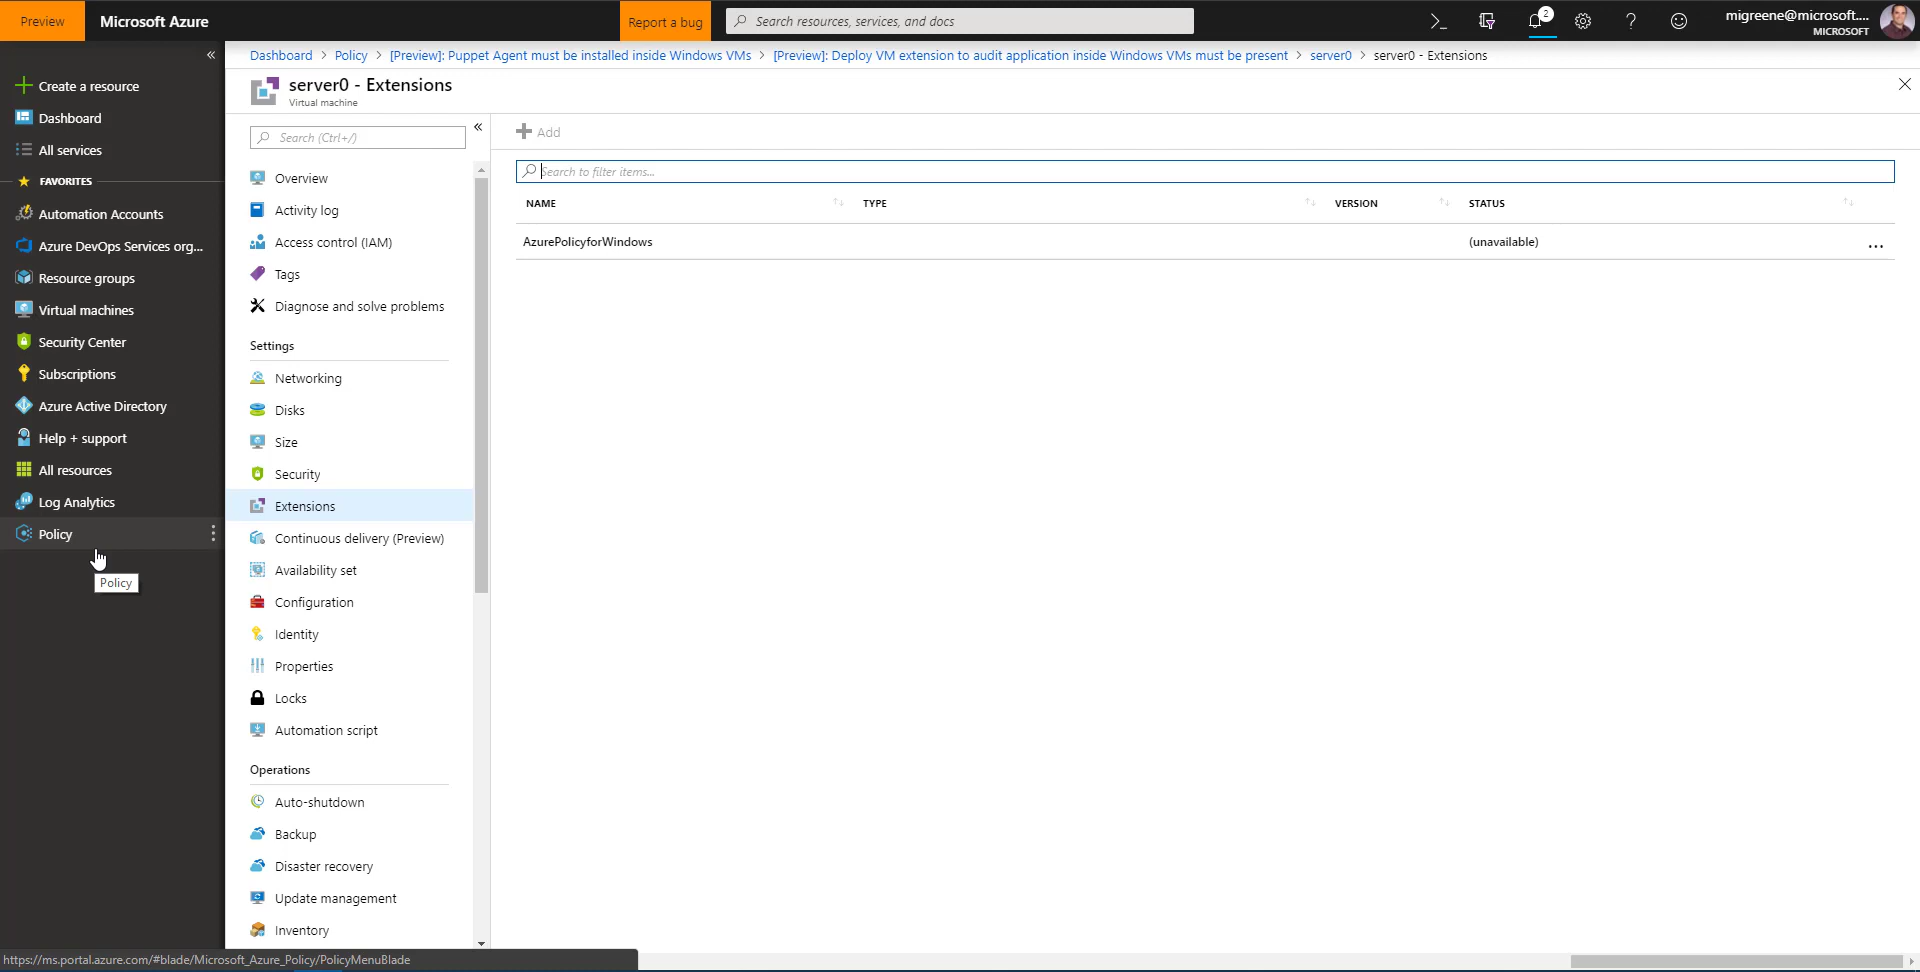 Preview
Microsoft Azure
Report a bug
Search resources, services, and docs
2
migreene@microsoft....
MICROSOFT
«
Create a resource
Dashboard
All services
FAVORITES
Automation Accounts
Azure DevOps Services org...
Resource groups
Virtual machines
Security Center
Subscriptions
Azure Active Directory
Help + support
All resources
Log Analytics
Policy
Policy
Dashboard > Policy > [Preview]: Puppet Agent must be installed inside Windows VMs > [Preview]: Deploy VM extension to audit application inside Windows VMs must be present > server0 > server0 - Extensions
server0 - Extensions
Virtual machine
Search (Ctrl+/)
«
Overview
Activity log
Access control (IAM)
Tags
Diagnose and solve problems
Settings
Networking
Disks
Size
Security
Extensions
Continuous delivery (Preview)
Availability set
Configuration
Identity
Properties
Locks
Automation script
Operations
Auto-shutdown
Backup
Disaster recovery
Update management
Inventory
Add
Search to filter items...
NAME TYPE VERSION STATUS
AzurePolicyforWindows (unavailable) ...
https://ms.portal.azure.com/#blade/Microsoft_Azure_Policy/PolicyMenuBlade